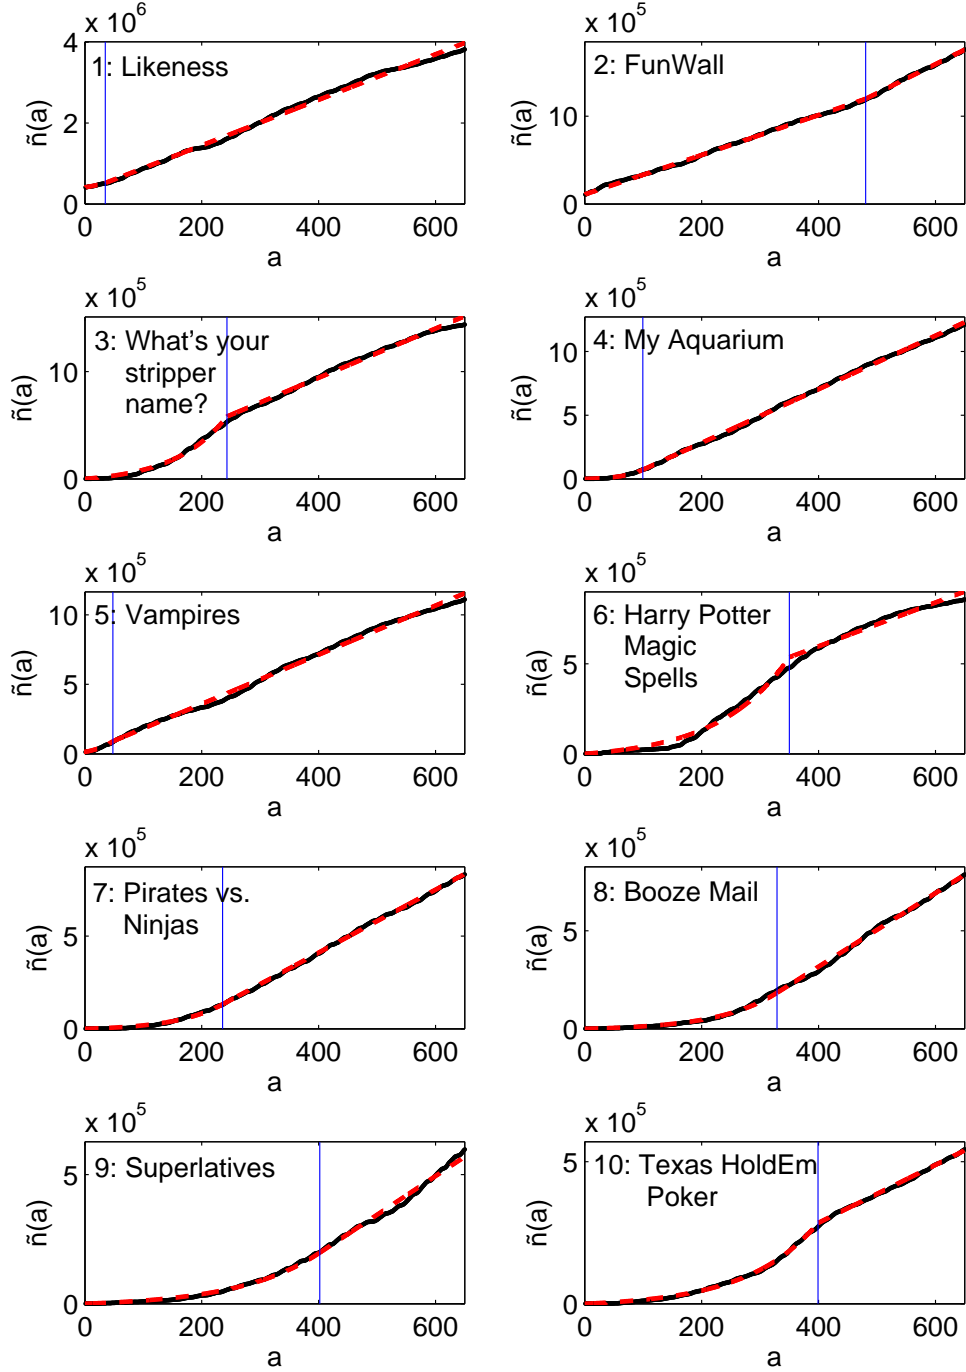 x 10^6
4
2
0
ñ(a)
1: Likeness
0 200 400 600
a
x 10^5
10
0
ñ(a)
2: FunWall
0 200 400 600
a
x 10^5
10
5
0
ñ(a)
3: What's your
stripper
name?
0 200 400 600
a
x 10^5
10
5
0
ñ(a)
4: My Aquarium
0 200 400 600
a
x 10^5
10
5
0
ñ(a)
5: Vampires
0 200 400 600
a
x 10^5
5
0
ñ(a)
6: Harry Potter
Magic
Spells
0 200 400 600
a
x 10^5
5
0
ñ(a)
7: Pirates vs.
Ninjas
0 200 400 600
a
x 10^5
5
0
ñ(a)
8: Booze Mail
0 200 400 600
a
x 10^5
5
0
ñ(a)
9: Superlatives
0 200 400 600
a
x 10^5
5
0
ñ(a)
10: Texas HoldEm
Poker
0 200 400 600
a